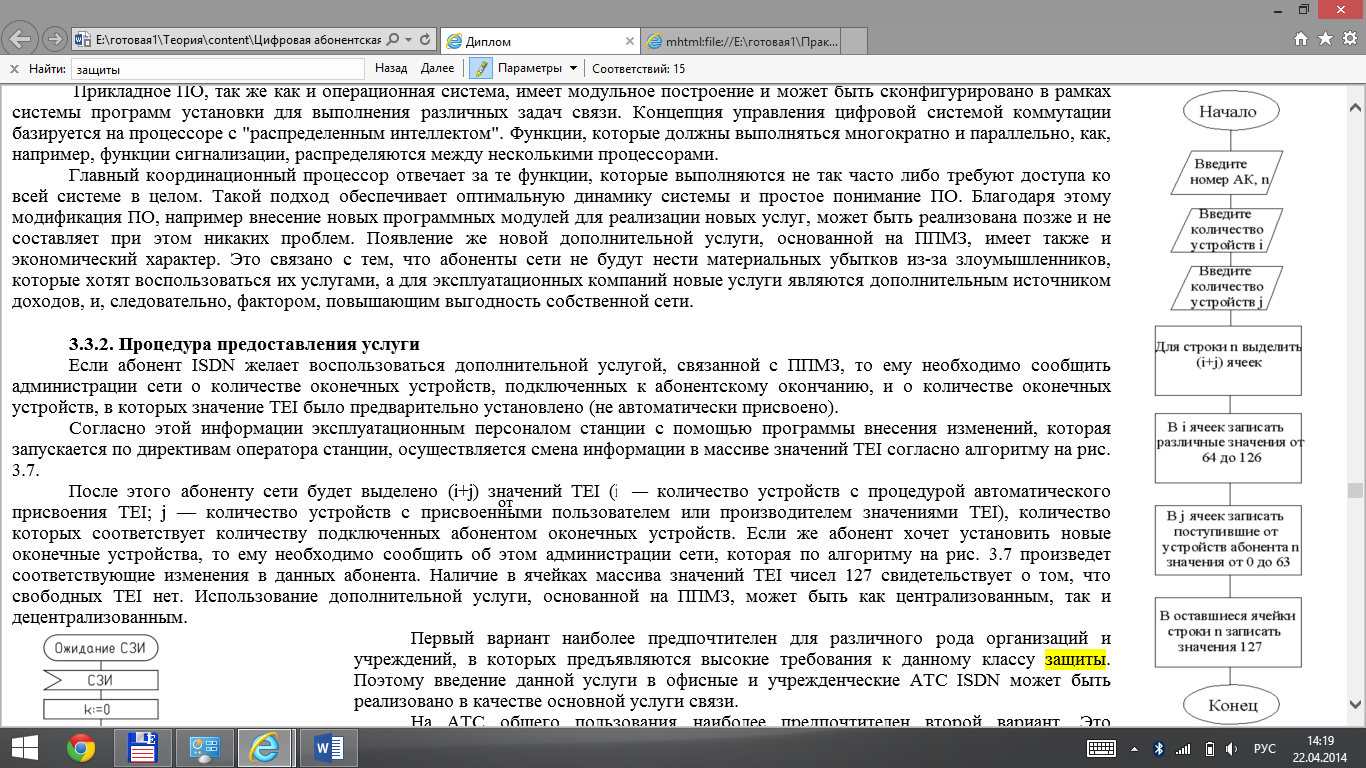 E:\готовая1\Теория\content\Цифровая абонентская
Диплом
mhtml:file://E:\готовая1\Прак...
Найти:
защиты
Назад
Далее
Параметры
Соответствий: 15
Прикладное ПО, так же как и операционная система, имеет модульное построение и может быть сконфигурировано в рамках
системы программ установки для выполнения различных задач связи. Концепция управления цифровой системой коммутации
базируется на процессоре с "распределенным интеллектом". Функции, которые должны выполняться многократно и параллельно, как,
например, функции сигнализации, распределяются между несколькими процессорами.
Главный координационный процессор отвечает за те функции, которые выполняются не так часто либо требуют доступа ко
всей системе в целом. Такой подход обеспечивает оптимальную динамику системы и простое понимание ПО. Благодаря этому
модификация ПО, например внесение новых программных модулей для реализации новых услуг, может быть реализована позже и не
составляет при этом никаких проблем. Появление же новой дополнительной услуги, основанной на ППМЗ, имеет также и
экономический характер. Это связано с тем, что абоненты сети не будут нести материальных убытков из-за злоумышленников,
которые хотят воспользоваться их услугами, а для эксплуатационных компаний новые услуги являются дополнительным источником
доходов, и, следовательно, фактором, повышающим выгодность собственной сети.
3.3.2. Процедура предоставления услуги
Если абонент ISDN желает воспользоваться дополнительной услугой, связанной с ППМЗ, то ему необходимо сообщить
администрации сети о количестве оконечных устройств, подключенных к абонентскому окончанию, и о количестве оконечных
устройств, в которых значение TEI было предварительно установлено (не автоматически присвоено).
Согласно этой информации эксплуатационным персоналом станции с помощью программы внесения изменений, которая
запускается по директивам оператора станции, осуществляется смена информации в массиве значений TEI согласно алгоритму на рис.
3.7.
После этого абоненту сети будет выделено (i+j) значений TEI (i — количество устройств с процедурой автоматического
от
присвоения TEI; j — количество устройств с присвоенными пользователем или производителем значениями TEI), количество
которых соответствует количеству подключенных абонентом оконечных устройств. Если же абонент хочет установить новые
оконечные устройства, то ему необходимо сообщить об этом администрации сети, которая по алгоритму на рис. 3.7 произведет
соответствующие изменения в данных абонента. Наличие в ячейках массива значений TEI чисел 127 свидетельствует о том, что
свободных TEI нет. Использование дополнительной услуги, основанной на ППМЗ, может быть как централизованным, так и
децентрализованным.
Первый вариант наиболее предпочтителен для различного рода организаций и
учреждений, в которых предъявляются высокие требования к данному классу защиты.
Поэтому введение данной услуги в офисные и учрежденческие АТС ISDN может быть
реализовано в качестве основной услуги связи.
На АТС общего пользования наиболее предпочтителен второй вариант. Это
Ожидание СЗИ
СЗИ
k:=0
Начало
Введите
номер АК, n
Введите
количество
устройств i
Введите
количество
устройств j
Для строки n выделить
(i+j) ячеек
В i ячеек записать
различные значения от
64 до 126
В j ячеек записать
поступившие от
устройств абонента n
значения от 0 до 63
В оставшиеся ячейки
строки n записать
значения 127
Конец
РУС
14:19
22.04.2014